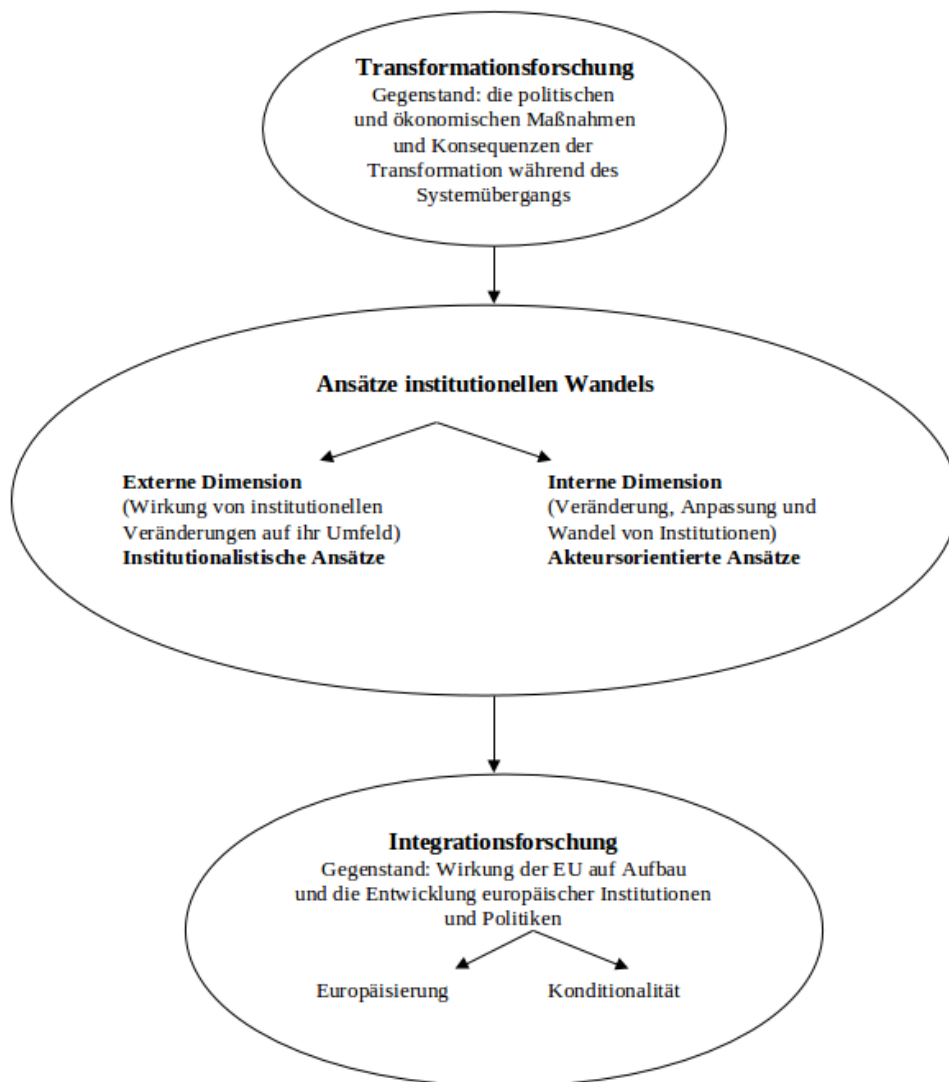 Transformationsforschung
Gegenstand: die politischen
und ökonomischen Maßnahmen
und Konsequenzen der
Transformation während des
Systemübergangs
Ansätze institutionellen Wandels
Externe Dimension
(Wirkung von institutionellen
Veränderungen auf ihr Umfeld)
Institutionalistische Ansätze
Interne Dimension
(Veränderung, Anpassung und
Wandel von Institutionen)
Akteursorientierte Ansätze
Integrationsforschung
Gegenstand: Wirkung der EU auf Aufbau
und die Entwicklung europäischer Institutionen
und Politiken
Europäisierung
Konditionalität